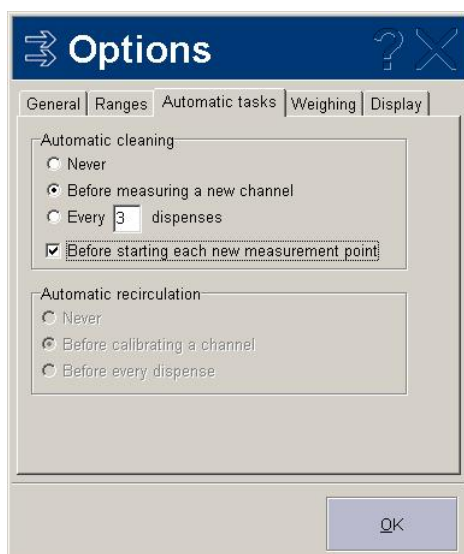 Options
General Ranges Automatic tasks Weighing Display
Automatic cleaning
Never
Before measuring a new channel
Every 3 dispenses
Before starting each new measurement point
Automatic recirculation
Never
Before calibrating a channel
Before every dispense
OK